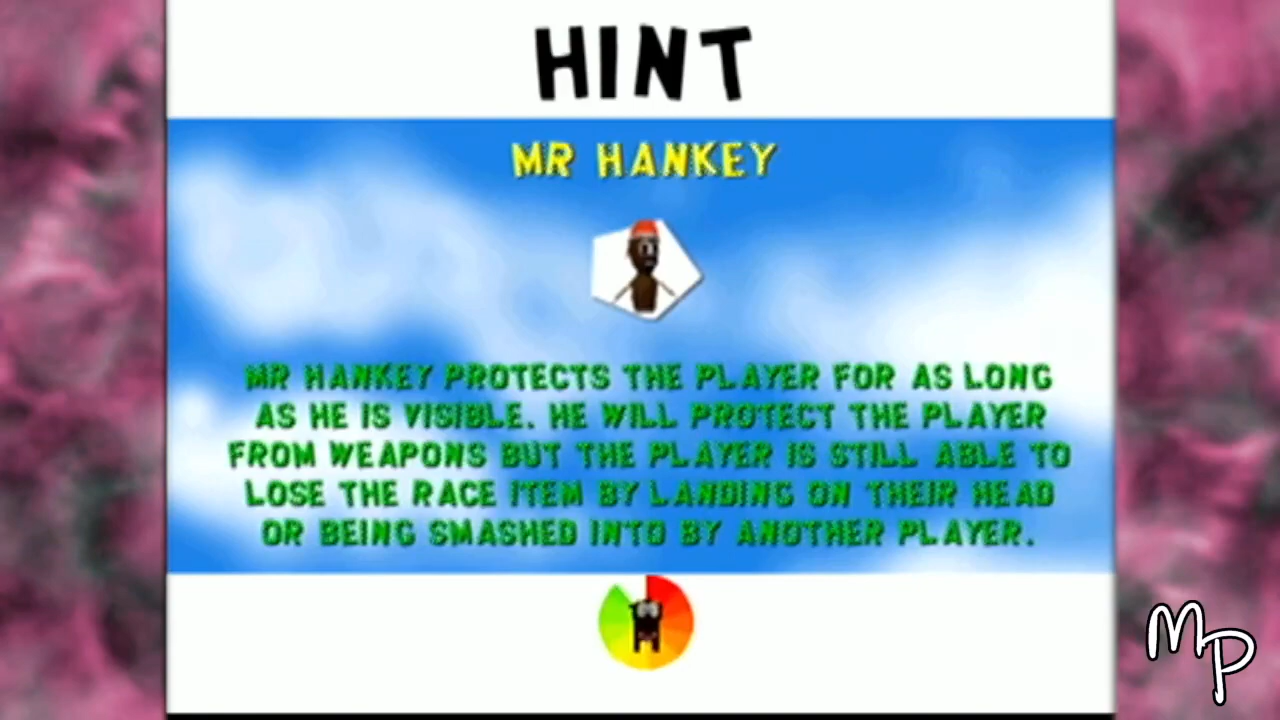 HINT
MR HANKEY
MR HANKEY PROTECTS THE PLAYER FOR AS LONG
AS HE IS VISIBLE. HE WILL PROTECT THE PLAYER
FROM WEAPONS BUT THE PLAYER IS STILL ABLE TO
LOSE THE RACE ITEM BY LANDING ON THEIR HEAD
OR BEING SMASHED INTO BY ANOTHER PLAYER.
MP